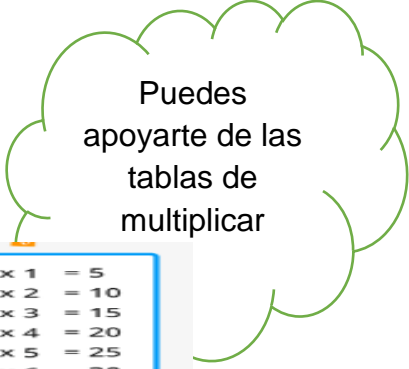 Puedes
apoyarte de las
tablas de
multiplicar
x 1 = 5
x 2 = 10
x 3 = 15
x 4 = 20
x 5 = 25